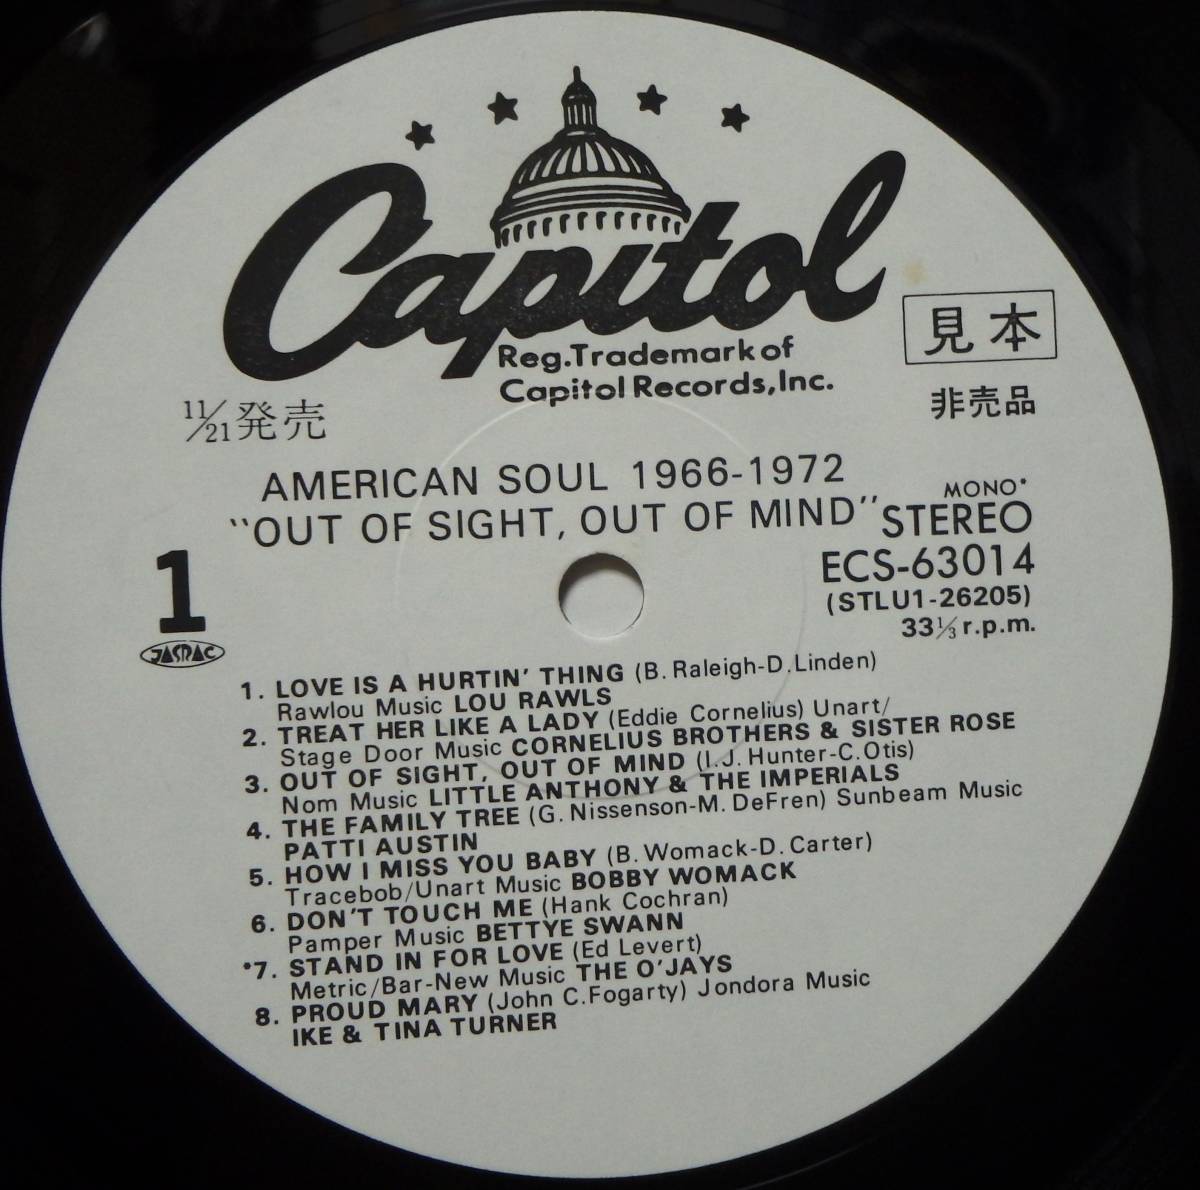 Capitol
Reg.Trademark of
Capitol Records,Inc.
見本
非売品
11/21 発売
AMERICAN SOUL 1966-1972
"OUT OF SIGHT, OUT OF MIND"
MONO*
STEREO
ECS-63014
(STLU1-26205)
33⅓ r.p.m.
1
JASRAC
1. LOVE IS A HURTIN' THING (B. Raleigh-D. Linden)
Rawlou Music LOU RAWLS
2. TREAT HER LIKE A LADY (Eddie Cornelius) Unart/
Stage Door Music CORNELIUS BROTHERS & SISTER ROSE
3. OUT OF SIGHT, OUT OF MIND (I.J. Hunter-C.Otis)
Nom Music LITTLE ANTHONY & THE IMPERIALS
4. THE FAMILY TREE (G. Nissenson-M. DeFren) Sunbeam Music
PATTI AUSTIN
5. HOW I MISS YOU BABY (B. Womack-D. Carter)
Tracebob/Unart Music BOBBY WOMACK
6. DON'T TOUCH ME (Hank Cochran)
Pamper Music BETTYE SWANN
*7. STAND IN FOR LOVE (Ed Levert)
Metric/Bar-New Music THE O'JAYS
8. PROUD MARY (John C.Fogarty) Jondora Music
IKE & TINA TURNER